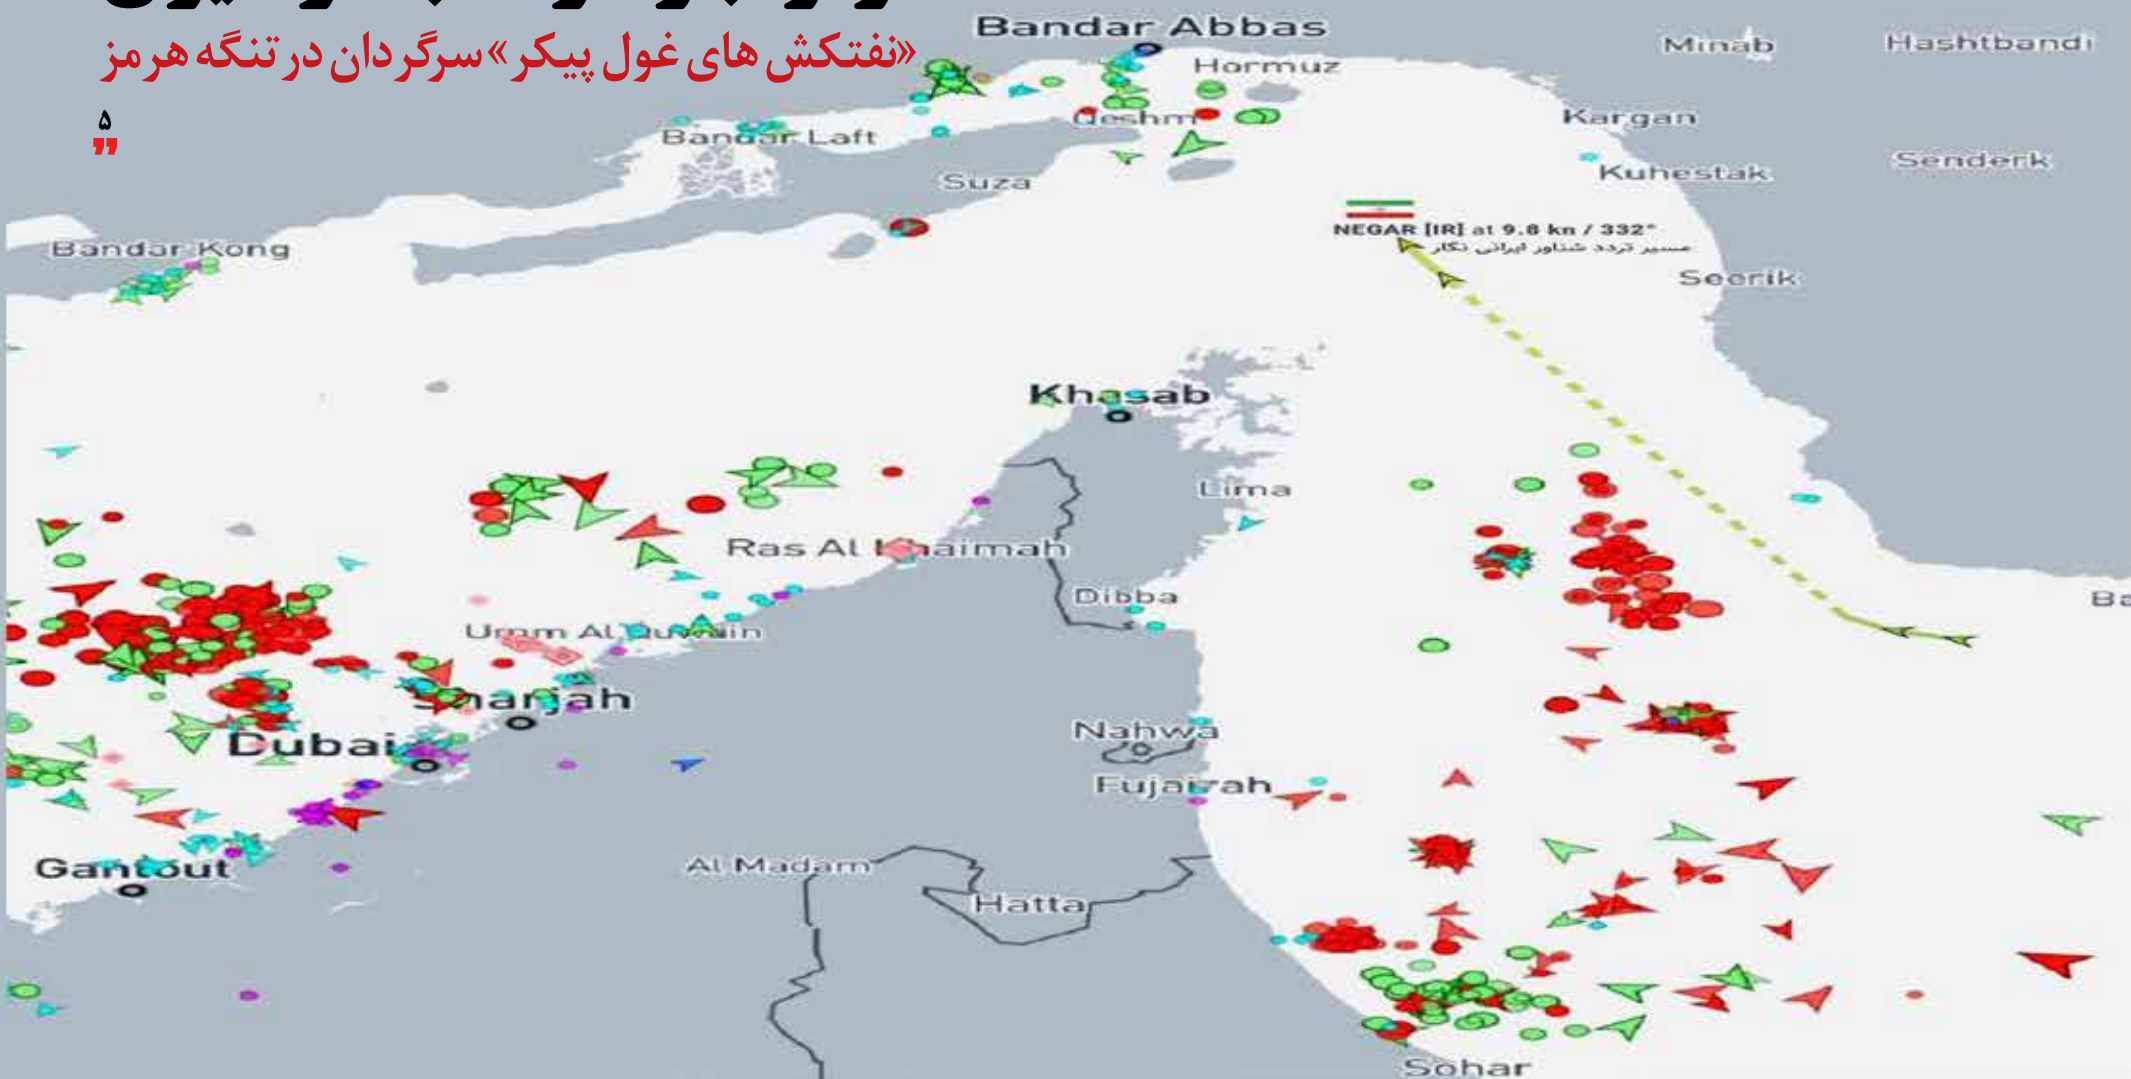 «نفتکش های غول پیکر» سرگردان در تنگه هرمز
۵
Bandar Abbas
Minab
Hashtbandi
Hormuz
Qeshm
Kargan
Bandar Laft
Senderk
Kuhestak
Suza
NEGAR [IR] at 9.8 kn / 332°
مسیر تردد شناور ایرانی نگار
Bandar Kong
Seerik
Khasab
Lima
Ras Al Khaimah
Dibba
Ba
Umm Al Quwain
Sharjah
Nahwa
Dubai
Fujairah
Gantout
Al Madam
Hatta
Sohar